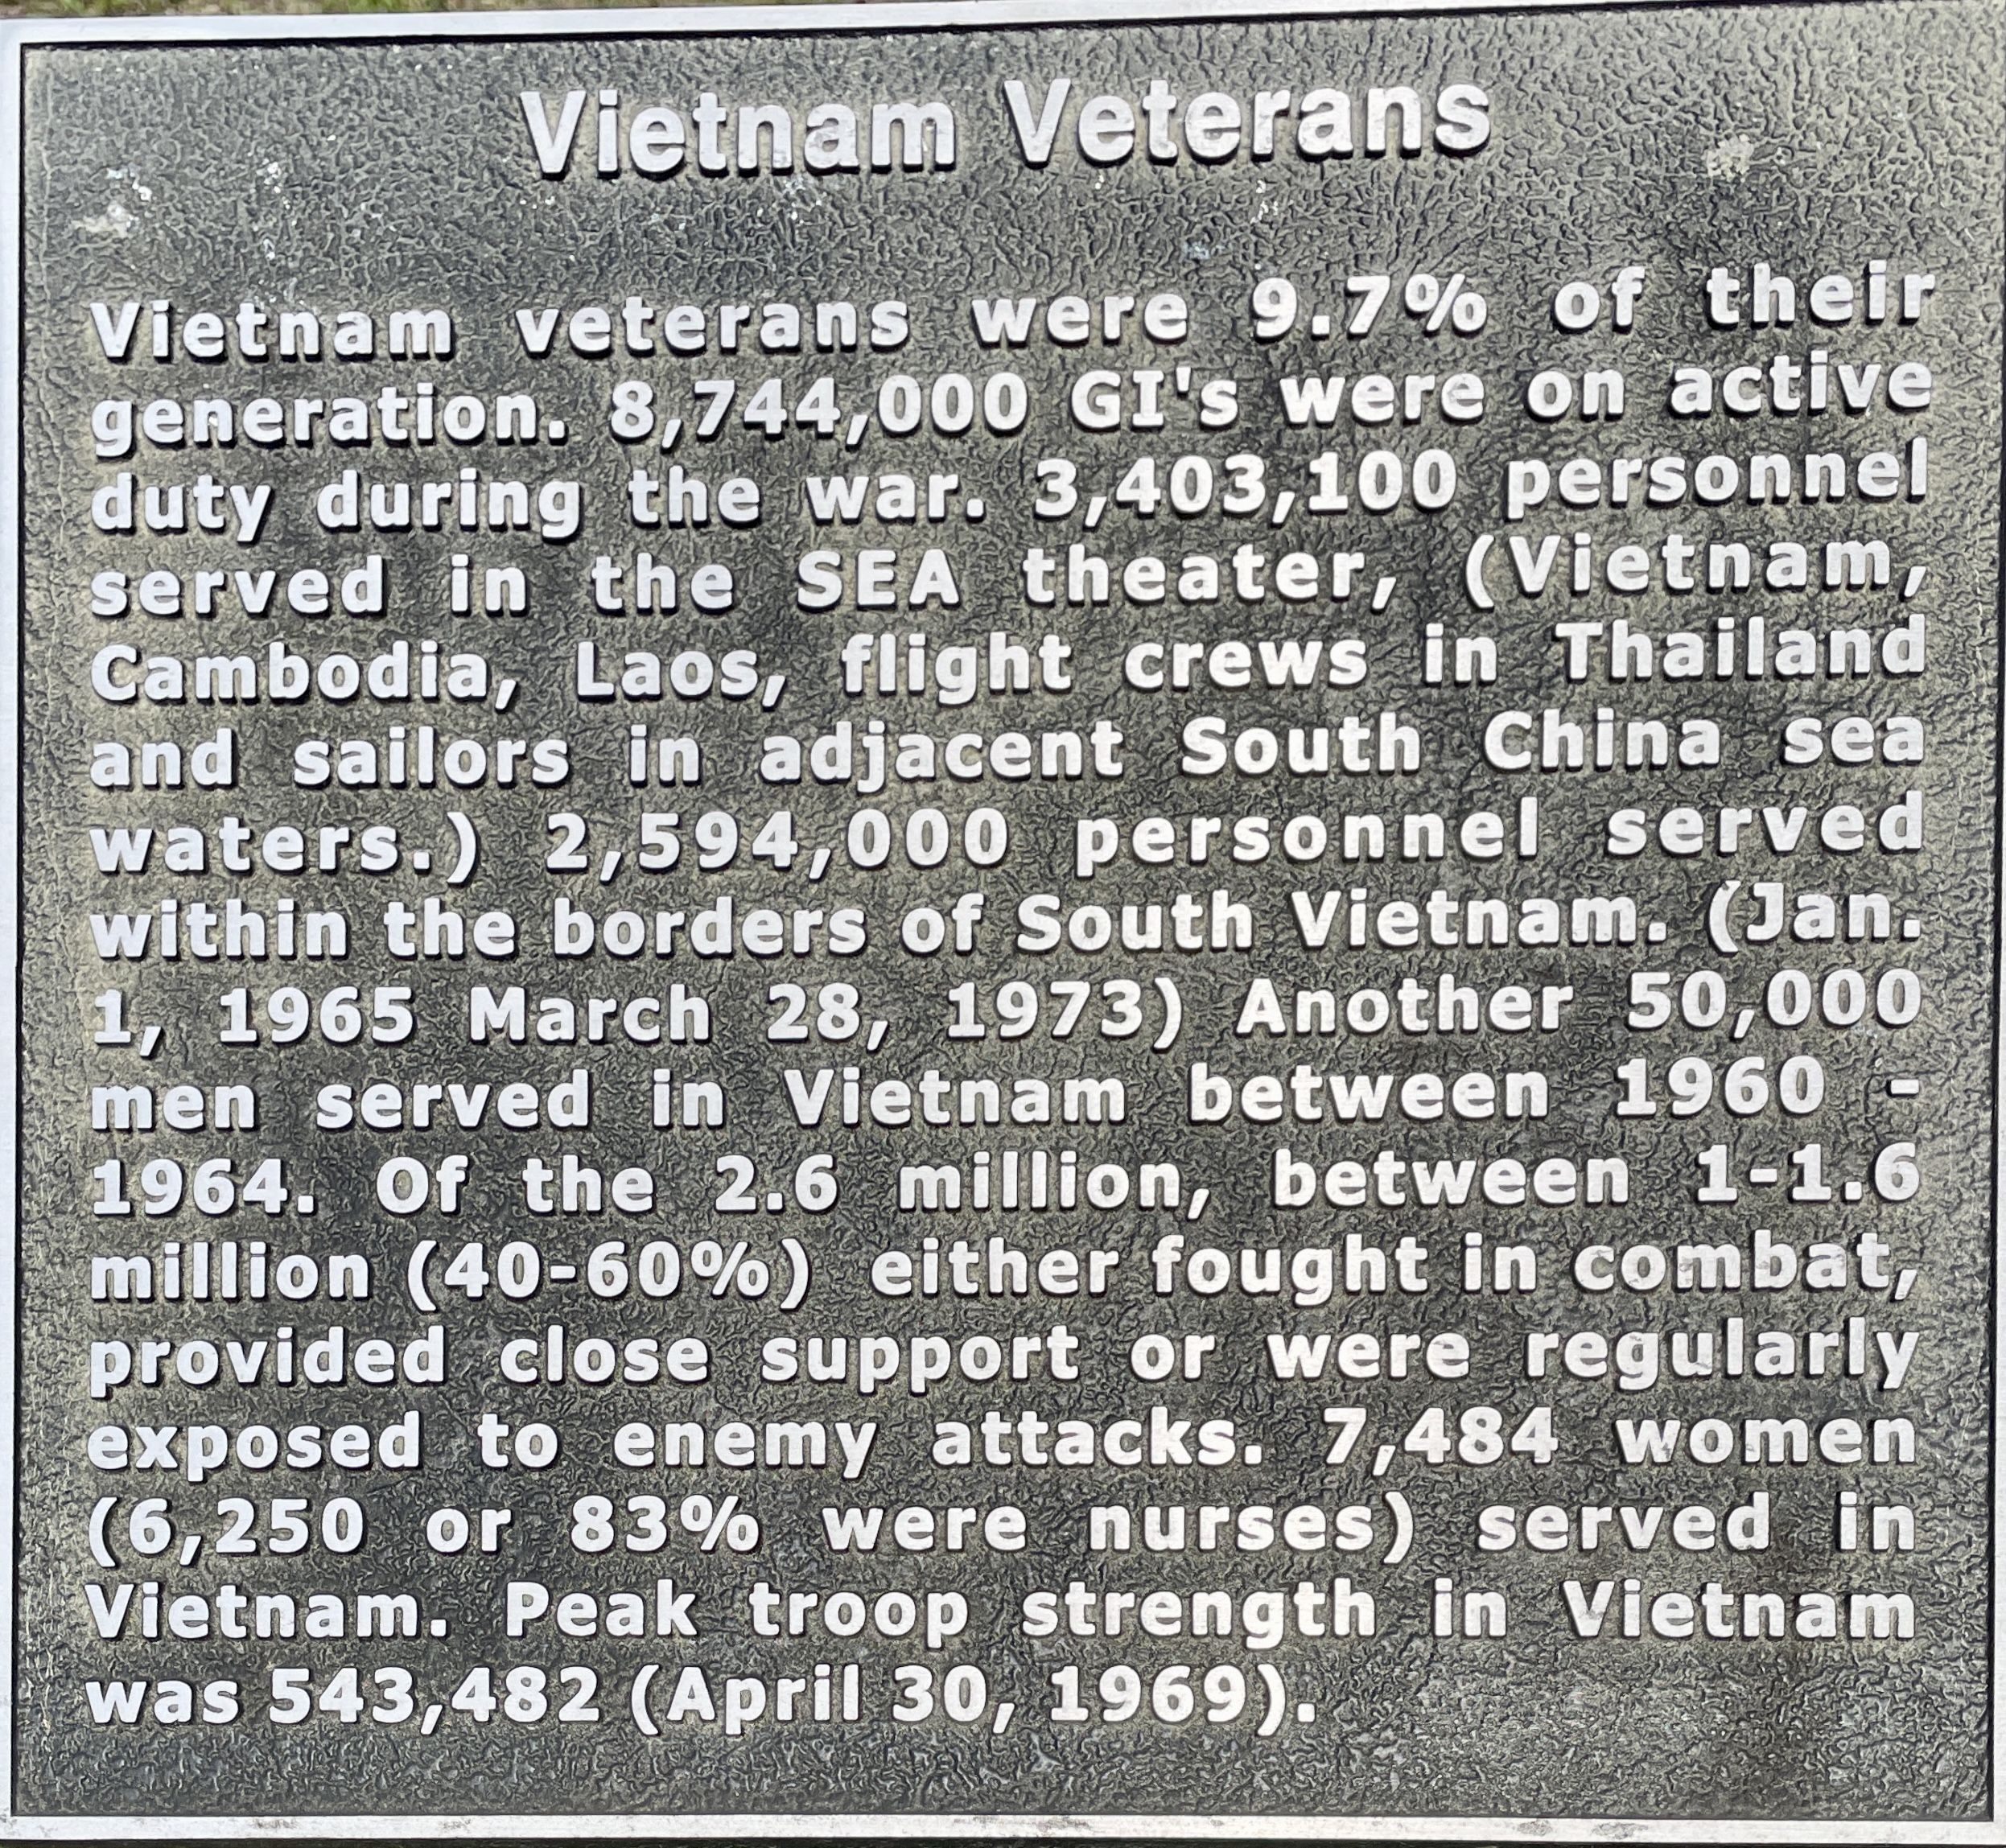 Vietnam Veterans
Vietnam veterans were 9.7% of their
generation. 8,744,000 GI's were on active
duty during the war. 3,403,100 personnel
served in the SEA theater, (Vietnam,
Cambodia, Laos, flight crews in Thailand
and sailors in adjacent South China sea
waters.) 2,594,000 personnel served
within the borders of South Vietnam. (Jan.
1, 1965 March 28, 1973) Another 50,000
men served in Vietnam between 1960 -
1964. Of the 2.6 million, between 1-1.6
million (40-60%) either fought in combat,
provided close support or were regularly
exposed to enemy attacks. 7,484 women
(6,250 or 83% were nurses) served in
Vietnam. Peak troop strength in Vietnam
was 543,482 (April 30, 1969).